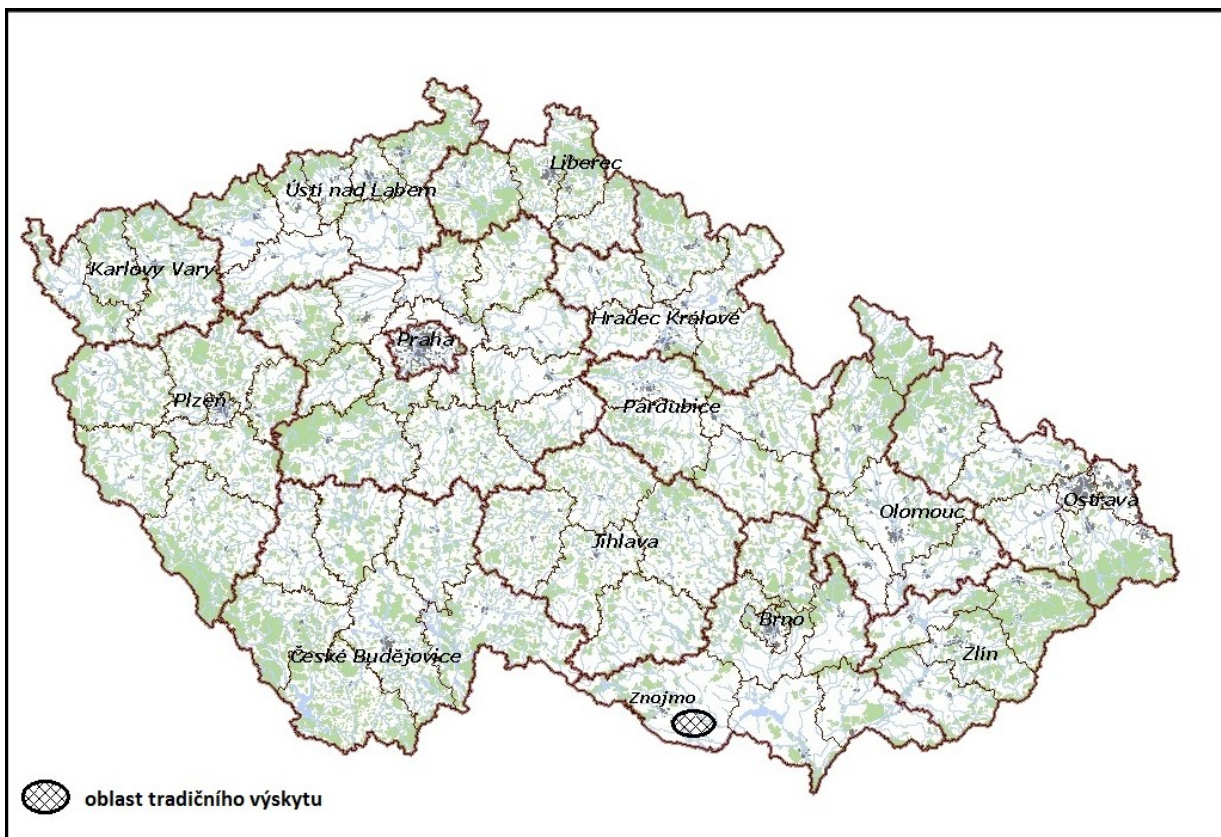 Liberec
Ústí nad Labem
Karlovy Vary
Hradec Králové
Praha
Plzeň
Pardubice
Ostrava
Olomouc
Jihlava
Brno
České Budějovice
Zlín
Znojmo
oblast tradičního výskytu